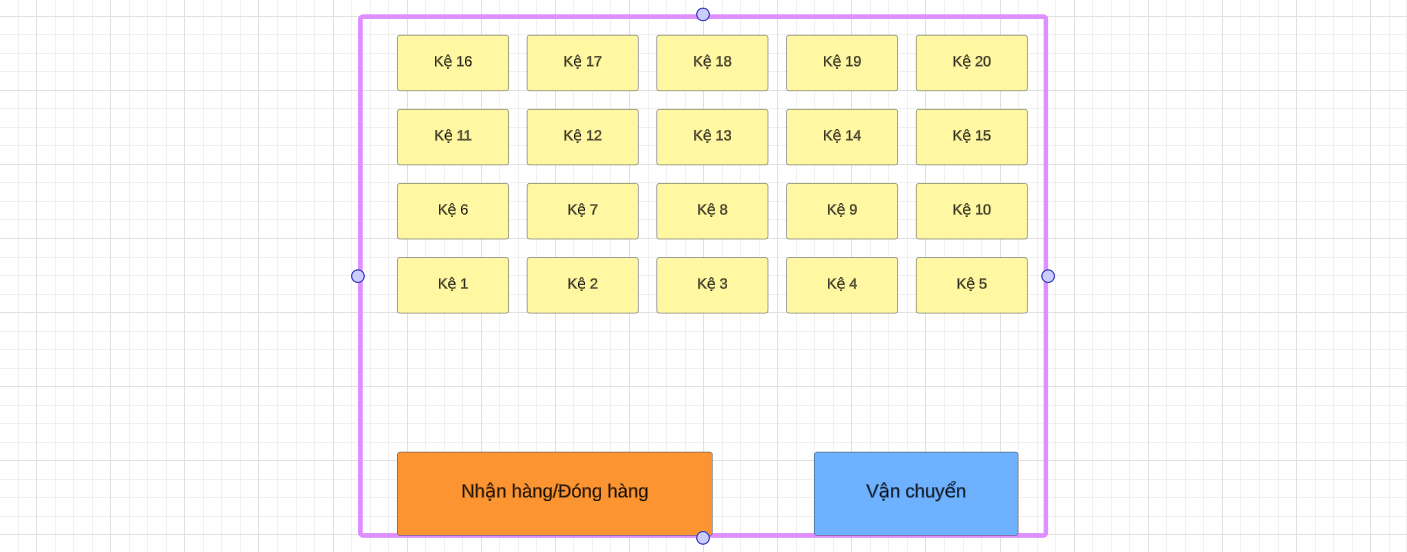 Kệ 16
Kệ 17
Kệ 18
Kệ 19
Kệ 20
Kệ 11
Kệ 12
Kệ 13
Kệ 14
Kệ 15
Kệ 6
Kệ 7
Kệ 8
Kệ 9
Kệ 10
Kệ 1
Kệ 2
Kệ 3
Kệ 4
Kệ 5
Nhận hàng/Đóng hàng
Vận chuyển